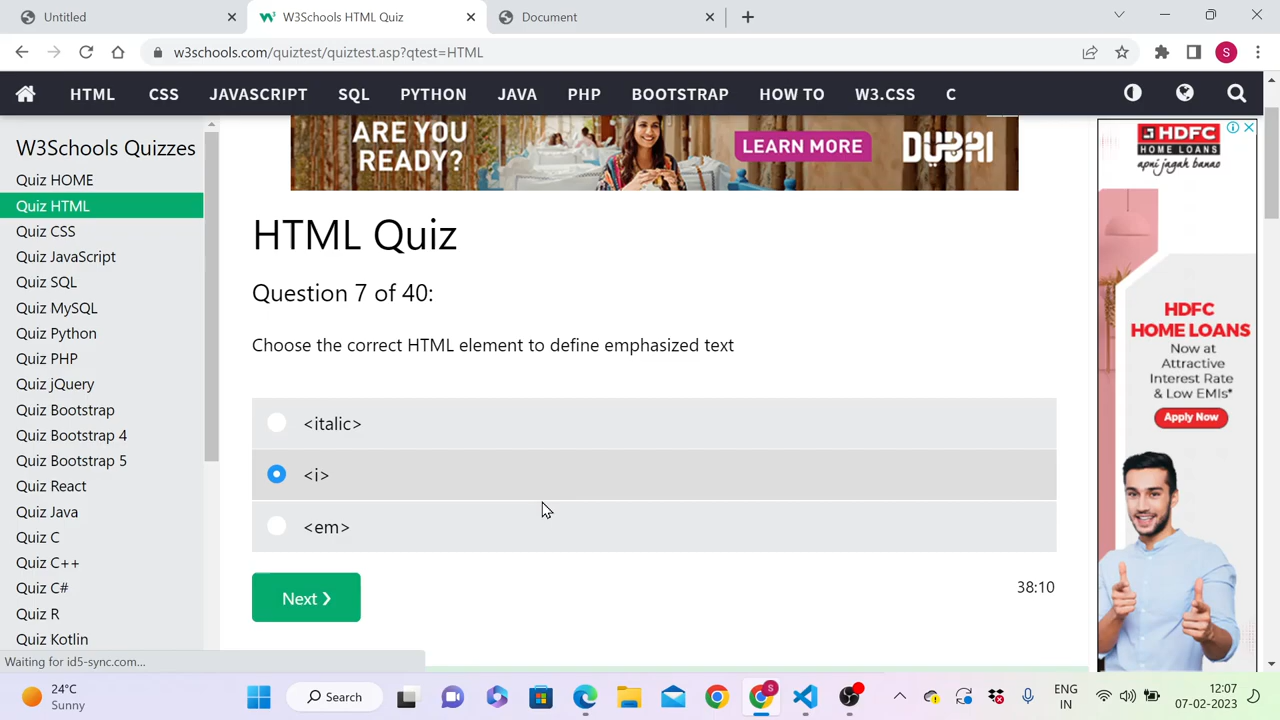 Untitled
W3Schools HTML Quiz
Document
w3schools.com/quiztest/quiztest.asp?qtest=HTML
S
HTML CSS JAVASCRIPT SQL PYTHON JAVA PHP BOOTSTRAP HOW TO W3.CSS C
W3Schools Quizzes
Quiz HOME
Quiz HTML
Quiz CSS
Quiz JavaScript
Quiz SQL
Quiz MySQL
Quiz Python
Quiz PHP
Quiz jQuery
Quiz Bootstrap
Quiz Bootstrap 4
Quiz Bootstrap 5
Quiz React
Quiz Java
Quiz C
Quiz C++
Quiz C#
Quiz R
Quiz Kotlin
ARE YOU
READY?
LEARN MORE
DUBAI
HTML Quiz
Question 7 of 40:
Choose the correct HTML element to define emphasized text
<italic>
<i>
<em>
Next ❯
38:10
HDFC
HOME LOANS
apni jagah banao
HDFC
HOME LOANS
Now at
Attractive
Interest Rate
& Low EMIs*
Apply Now
Waiting for id5-sync.com...
24°C
Sunny
Search
S
ENG
IN
12:07
07-02-2023